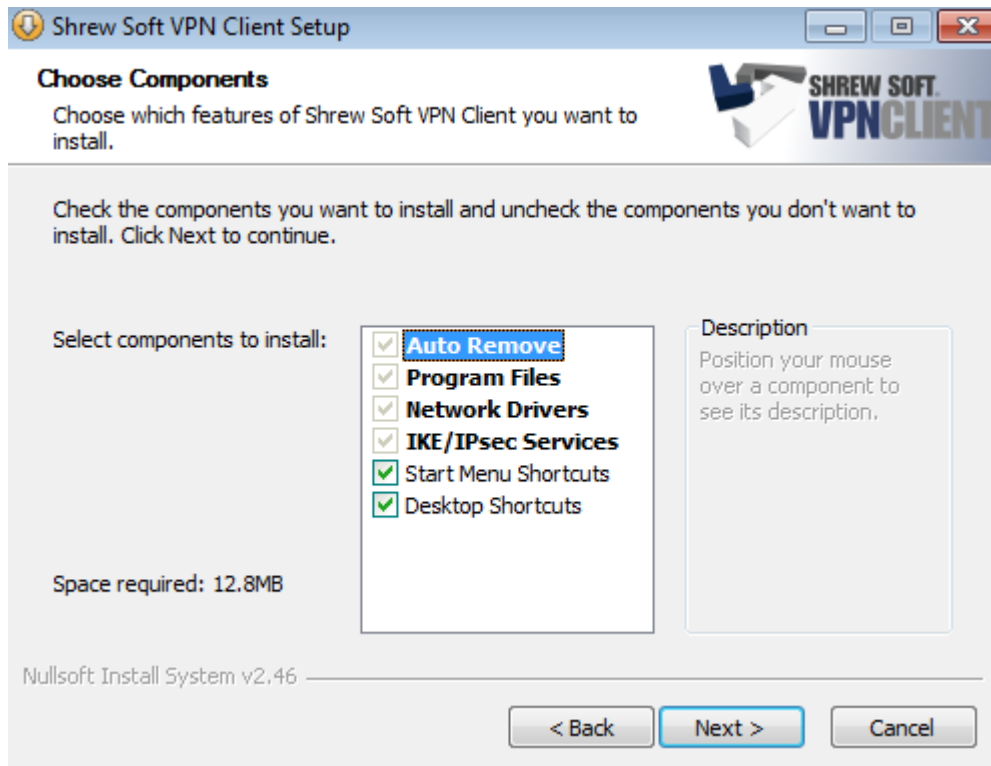 Shrew Soft VPN Client Setup
Choose Components
Choose which features of Shrew Soft VPN Client you want to
install.
SHREW SOFT.
VPNCLIENT
Check the components you want to install and uncheck the components you don't want to
install. Click Next to continue.
Select components to install:
Auto Remove
Program Files
Network Drivers
IKE/IPsec Services
Start Menu Shortcuts
Desktop Shortcuts
Description
Position your mouse
over a component to
see its description.
Space required: 12.8MB
Nullsoft Install System v2.46
< Back
Next >
Cancel